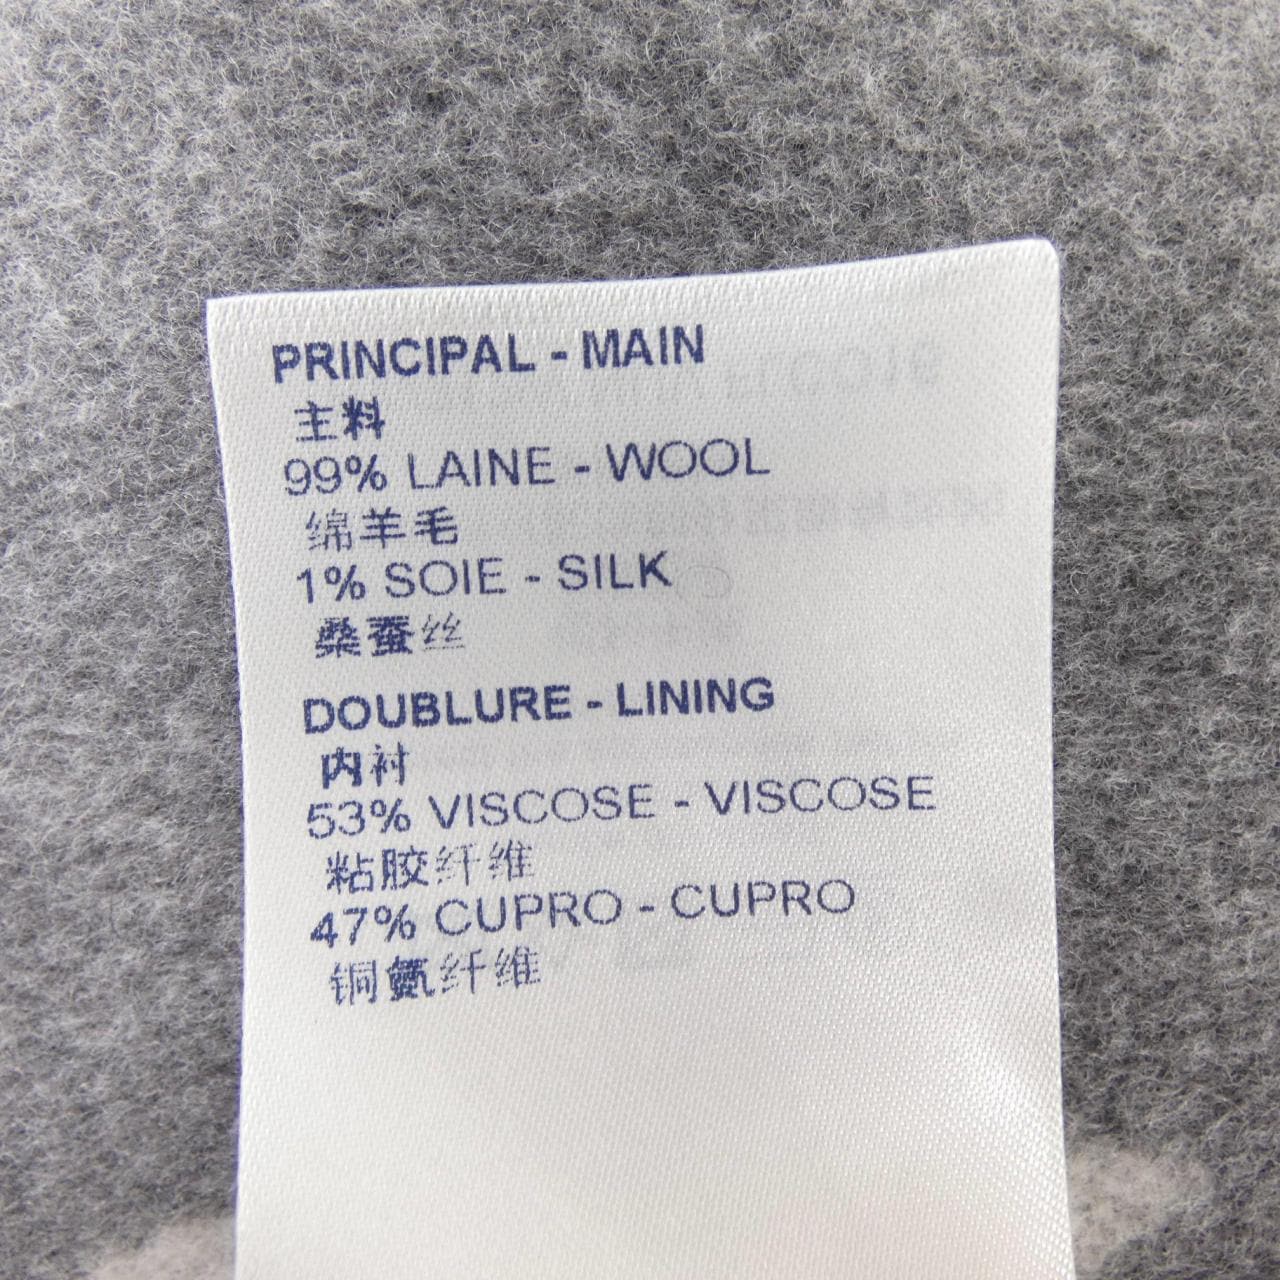 PRINCIPAL - MAIN
主料
99% LAINE - WOOL
绵羊毛
1% SOIE - SILK
桑蚕丝
DOUBLURE - LINING
内衬
53% VISCOSE - VISCOSE
粘胶纤维
47% CUPRO - CUPRO
铜氨纤维